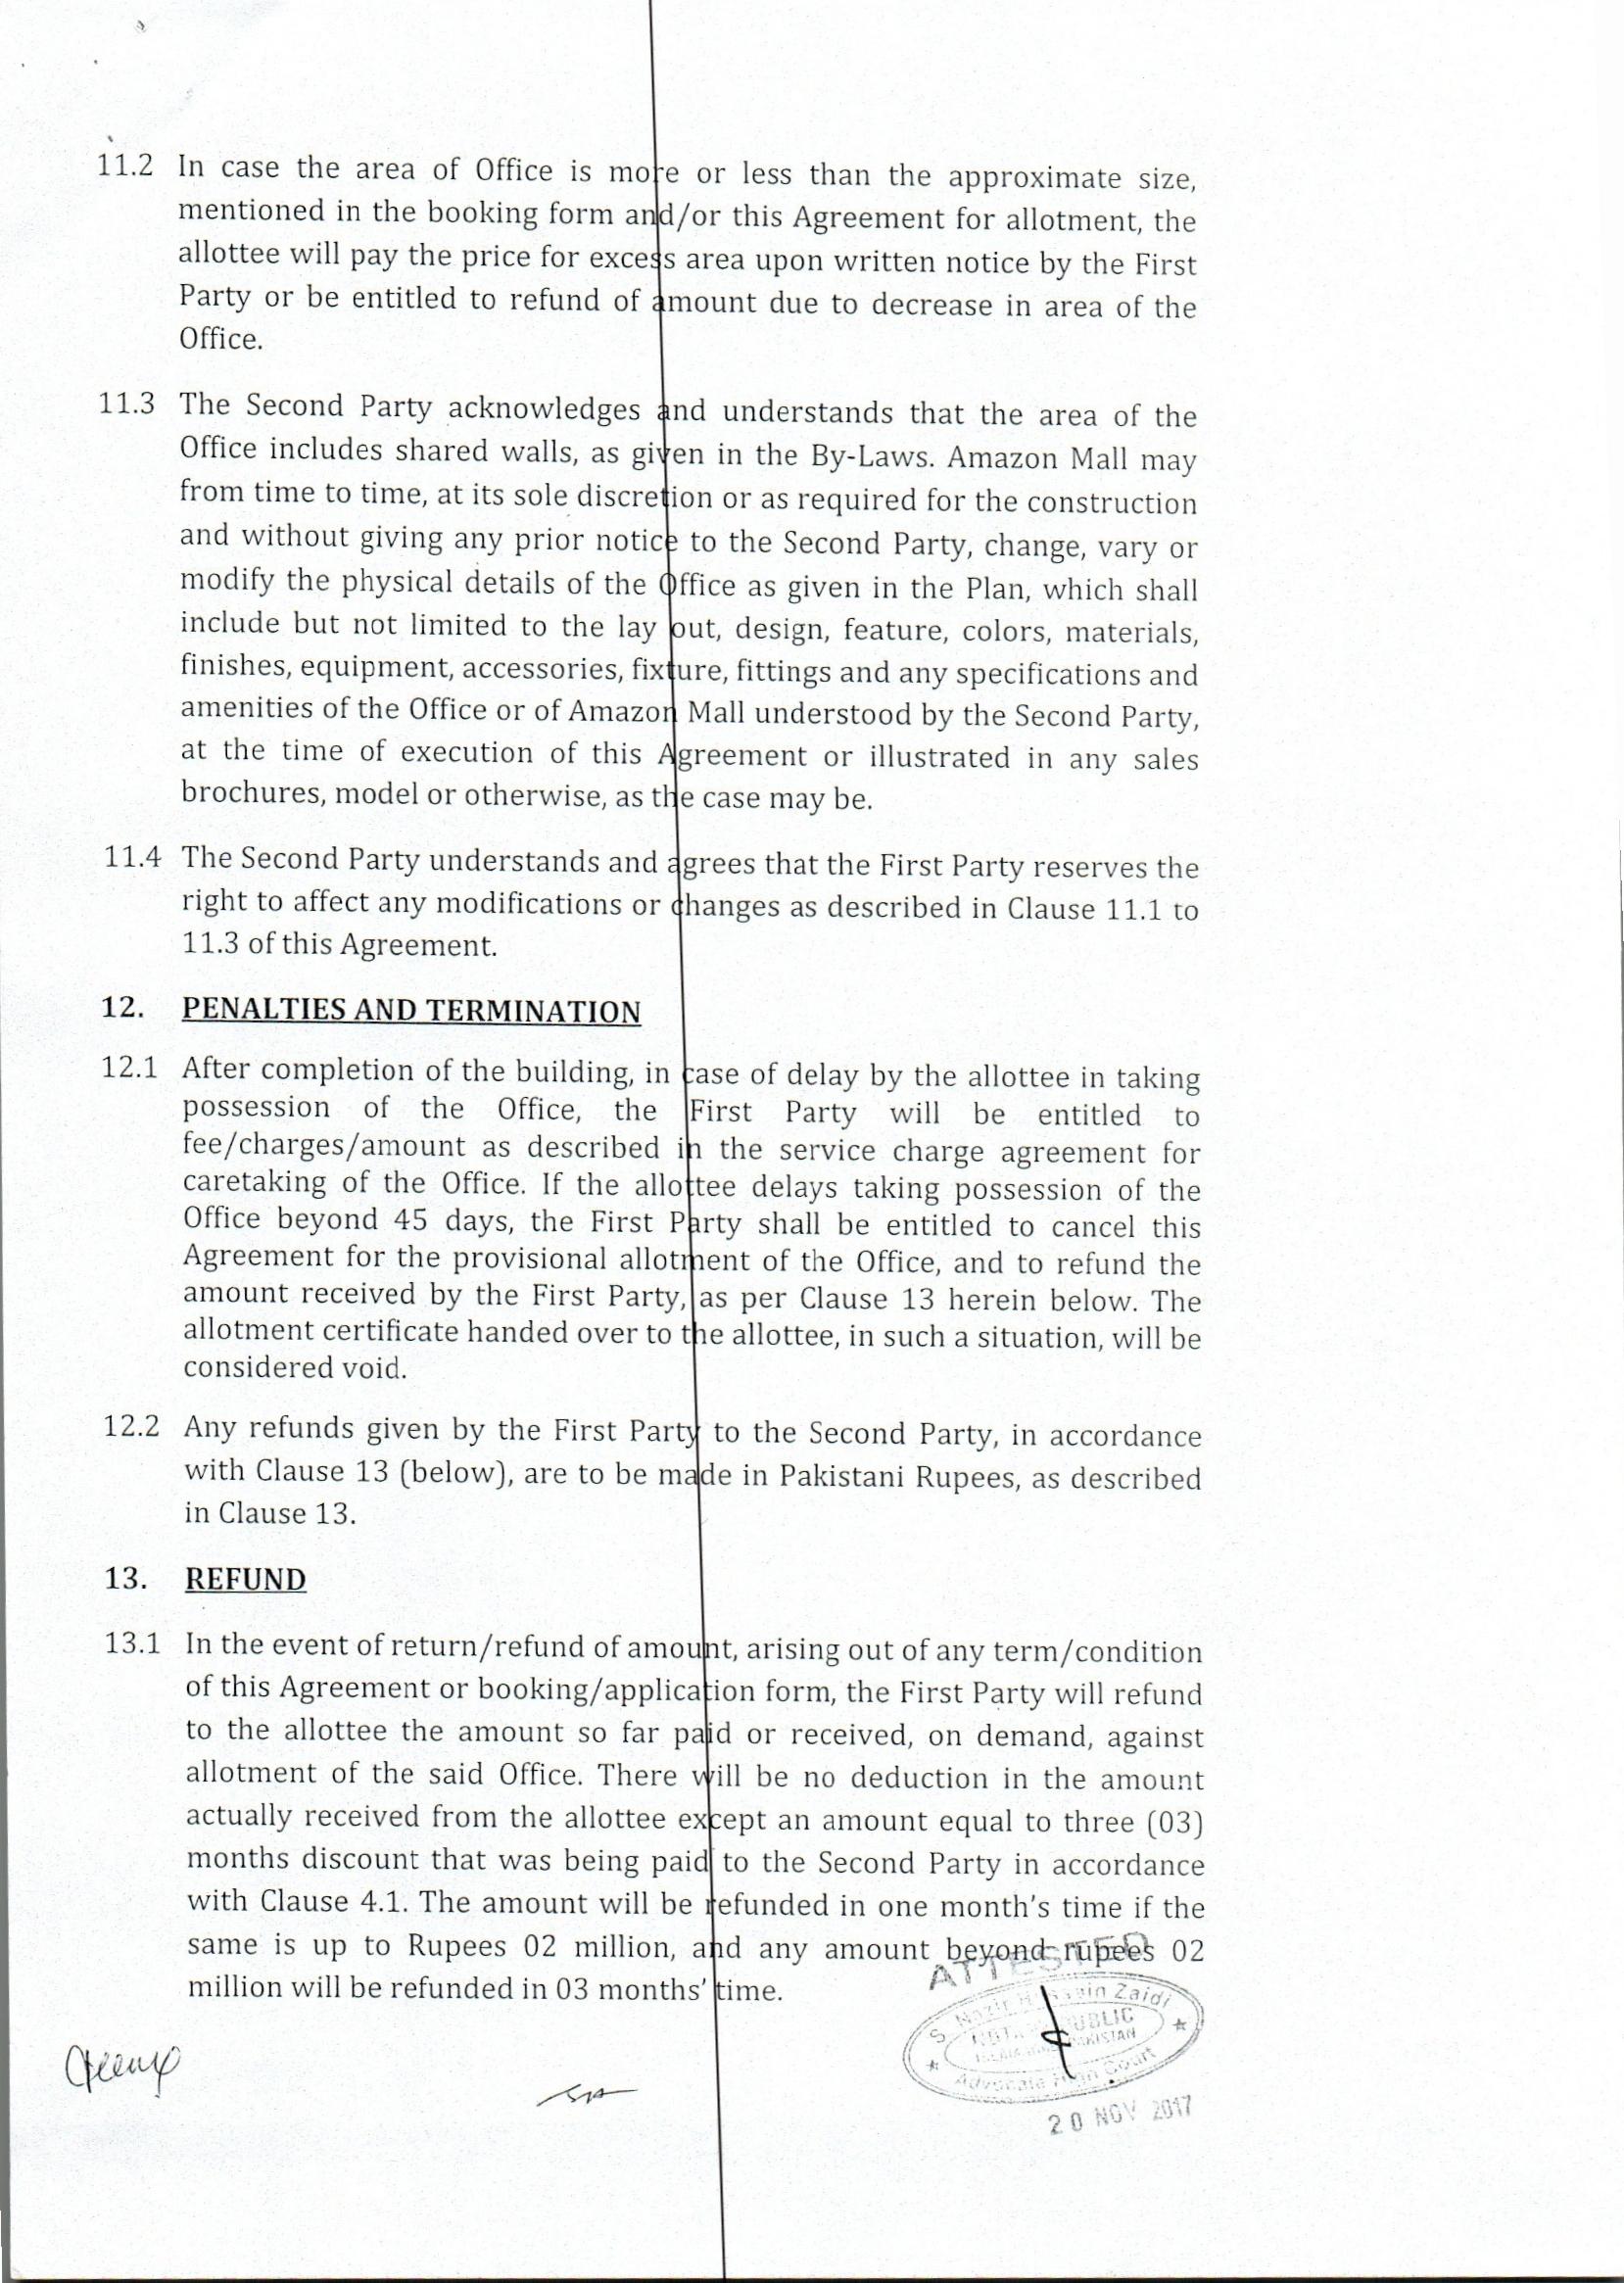 11.2 In case the area of Office is more or less than the approximate size,
mentioned in the booking form and/or this Agreement for allotment, the
allottee will pay the price for excess area upon written notice by the First
Party or be entitled to refund of amount due to decrease in area of the
Office.
11.3 The Second Party acknowledges and understands that the area of the
Office includes shared walls, as given in the By-Laws. Amazon Mall may
from time to time, at its sole discretion or as required for the construction
and without giving any prior notice to the Second Party, change, vary or
modify the physical details of the Office as given in the Plan, which shall
include but not limited to the lay out, design, feature, colors, materials,
finishes, equipment, accessories, fixture, fittings and any specifications and
amenities of the Office or of Amazon Mall understood by the Second Party,
at the time of execution of this Agreement or illustrated in any sales
brochures, model or otherwise, as the case may be.
11.4 The Second Party understands and agrees that the First Party reserves the
right to affect any modifications or changes as described in Clause 11.1 to
11.3 of this Agreement.
12. PENALTIES AND TERMINATION
12.1 After completion of the building, in case of delay by the allottee in taking
possession of the Office, the First Party will be entitled to
fee/charges/amount as described in the service charge agreement for
caretaking of the Office. If the allottee delays taking possession of the
Office beyond 45 days, the First Party shall be entitled to cancel this
Agreement for the provisional allotment of the Office, and to refund the
amount received by the First Party, as per Clause 13 herein below. The
allotment certificate handed over to the allottee, in such a situation, will be
considered void.
12.2 Any refunds given by the First Party to the Second Party, in accordance
with Clause 13 (below), are to be made in Pakistani Rupees, as described
in Clause 13.
13. REFUND
13.1 In the event of return/refund of amount, arising out of any term/condition
of this Agreement or booking/application form, the First Party will refund
to the allottee the amount so far paid or received, on demand, against
allotment of the said Office. There will be no deduction in the amount
actually received from the allottee except an amount equal to three (03)
months discount that was being paid to the Second Party in accordance
with Clause 4.1. The amount will be refunded in one month's time if the
same is up to Rupees 02 million, and any amount beyond rupees 02
million will be refunded in 03 months' time.
ATTESTED
S. Nazir Hussain Zaidi
NOTARY PUBLIC
ISLAMABAD PAKISTAN
Advocate High Court
20 NOV 2017